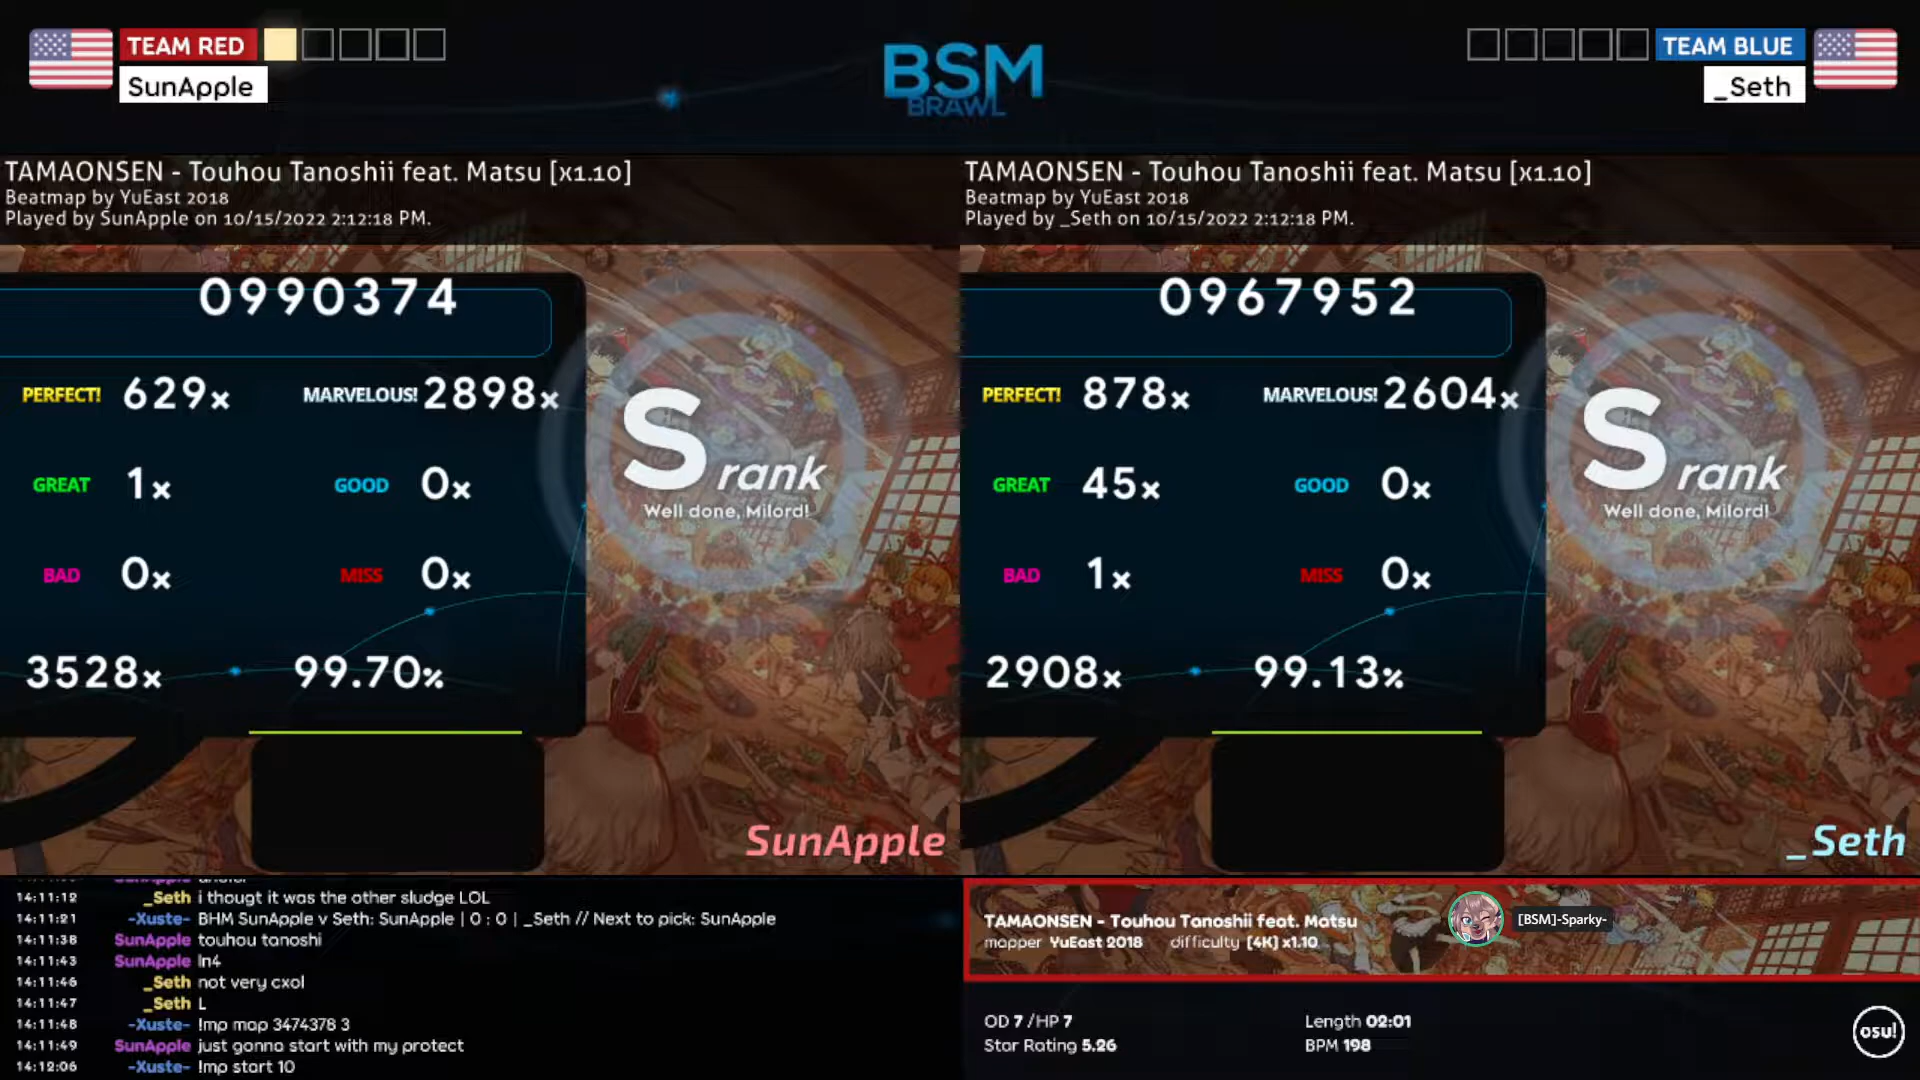 TEAM RED
SunApple
BSM
BRAWL
TEAM BLUE
_Seth
TAMAONSEN - Touhou Tanoshii feat. Matsu [x1.10]
Beatmap by YuEast 2018
Played by SunApple on 10/15/2022 2:12:18 PM.
0990374
PERFECT! 629x MARVELOUS! 2898x
GREAT 1x GOOD 0x
BAD 0x MISS 0x
3528x 99.70%
S rank
Well done, Milord!
SunApple
TAMAONSEN - Touhou Tanoshii feat. Matsu [x1.10]
Beatmap by YuEast 2018
Played by _Seth on 10/15/2022 2:12:18 PM.
0967952
PERFECT! 878x MARVELOUS! 2604x
GREAT 45x GOOD 0x
BAD 1x MISS 0x
2908x 99.13%
S rank
Well done, Milord!
_Seth
14:11:12 _Seth i thougt it was the other sludge LOL
14:11:21 -Xuste- BHM SunApple v Seth: SunApple | 0 : 0 | _Seth // Next to pick: SunApple
14:11:38 SunApple touhou tanoshi
14:11:43 SunApple ln4
14:11:46 _Seth not very cxol
14:11:47 _Seth L
14:11:48 -Xuste- !mp map 3474378 3
14:11:49 SunApple just gonna start with my protect
14:12:06 -Xuste- !mp start 10
TAMAONSEN - Touhou Tanoshii feat. Matsu
mapper YuEast 2018 difficulty [4K] x1.10
[BSM]-Sparky-
OD 7 / HP 7
Star Rating 5.26
Length 02:01
BPM 198
osu!